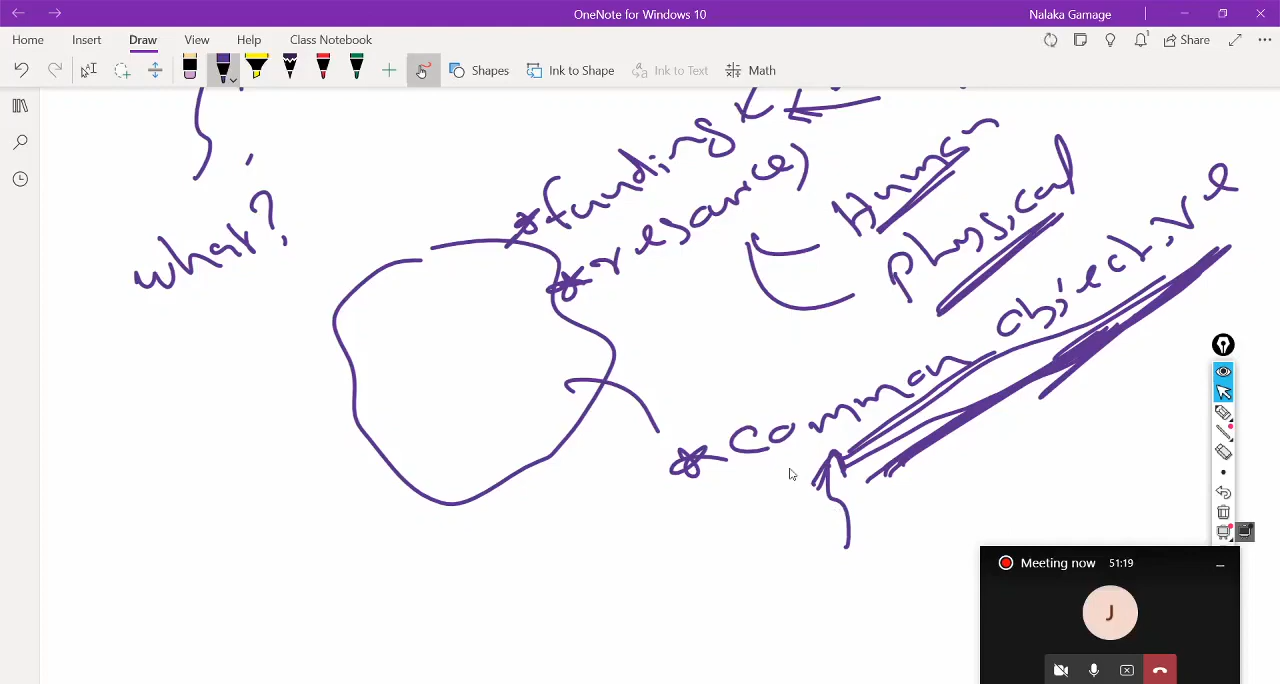 OneNote for Windows 10
Nalaka Gamage
Home Insert Draw View Help Class Notebook
Share
Shapes Ink to Shape Ink to Text Math
what?
*funding
*resource)
Human
Physical
* common objective
Meeting now 51:19
J